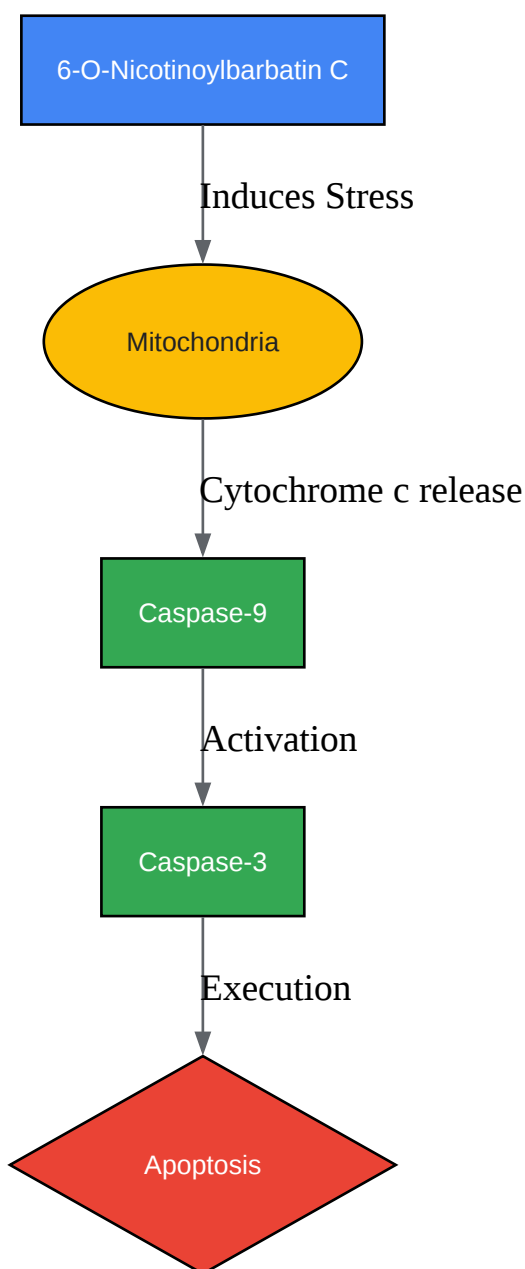 6-O-Nicotinoylbarbatin C
Induces Stress
Mitochondria
Cytochrome c release
Caspase-9
Activation
Caspase-3
Execution
Apoptosis